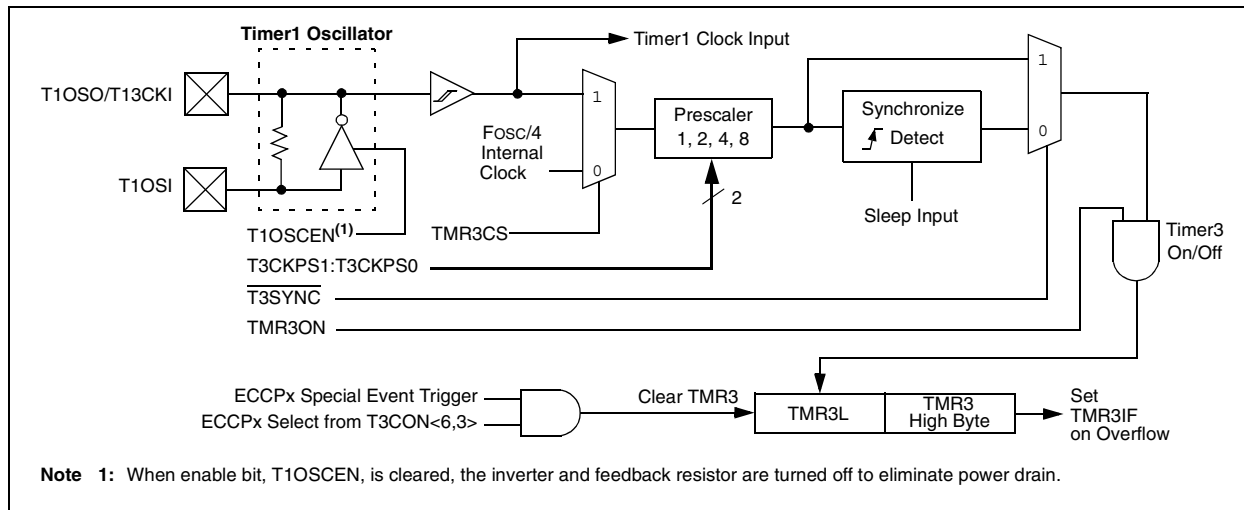 Timer1 Oscillator
Timer1 Clock Input
T1OSO/T13CKI
1
1
Prescaler
1, 2, 4, 8
Synchronize
Detect
0
FOSC/4
Internal
Clock
0
T1OSI
2
Sleep Input
T1OSCEN(1)
TMR3CS
Timer3
On/Off
T3CKPS1:T3CKPS0
T3SYNC
TMR3ON
ECCPx Special Event Trigger
ECCPx Select from T3CON<6,3>
Clear TMR3
TMR3L
TMR3
High Byte
Set
TMR3IF
on Overflow
Note 1: When enable bit, T1OSCEN, is cleared, the inverter and feedback resistor are turned off to eliminate power drain.